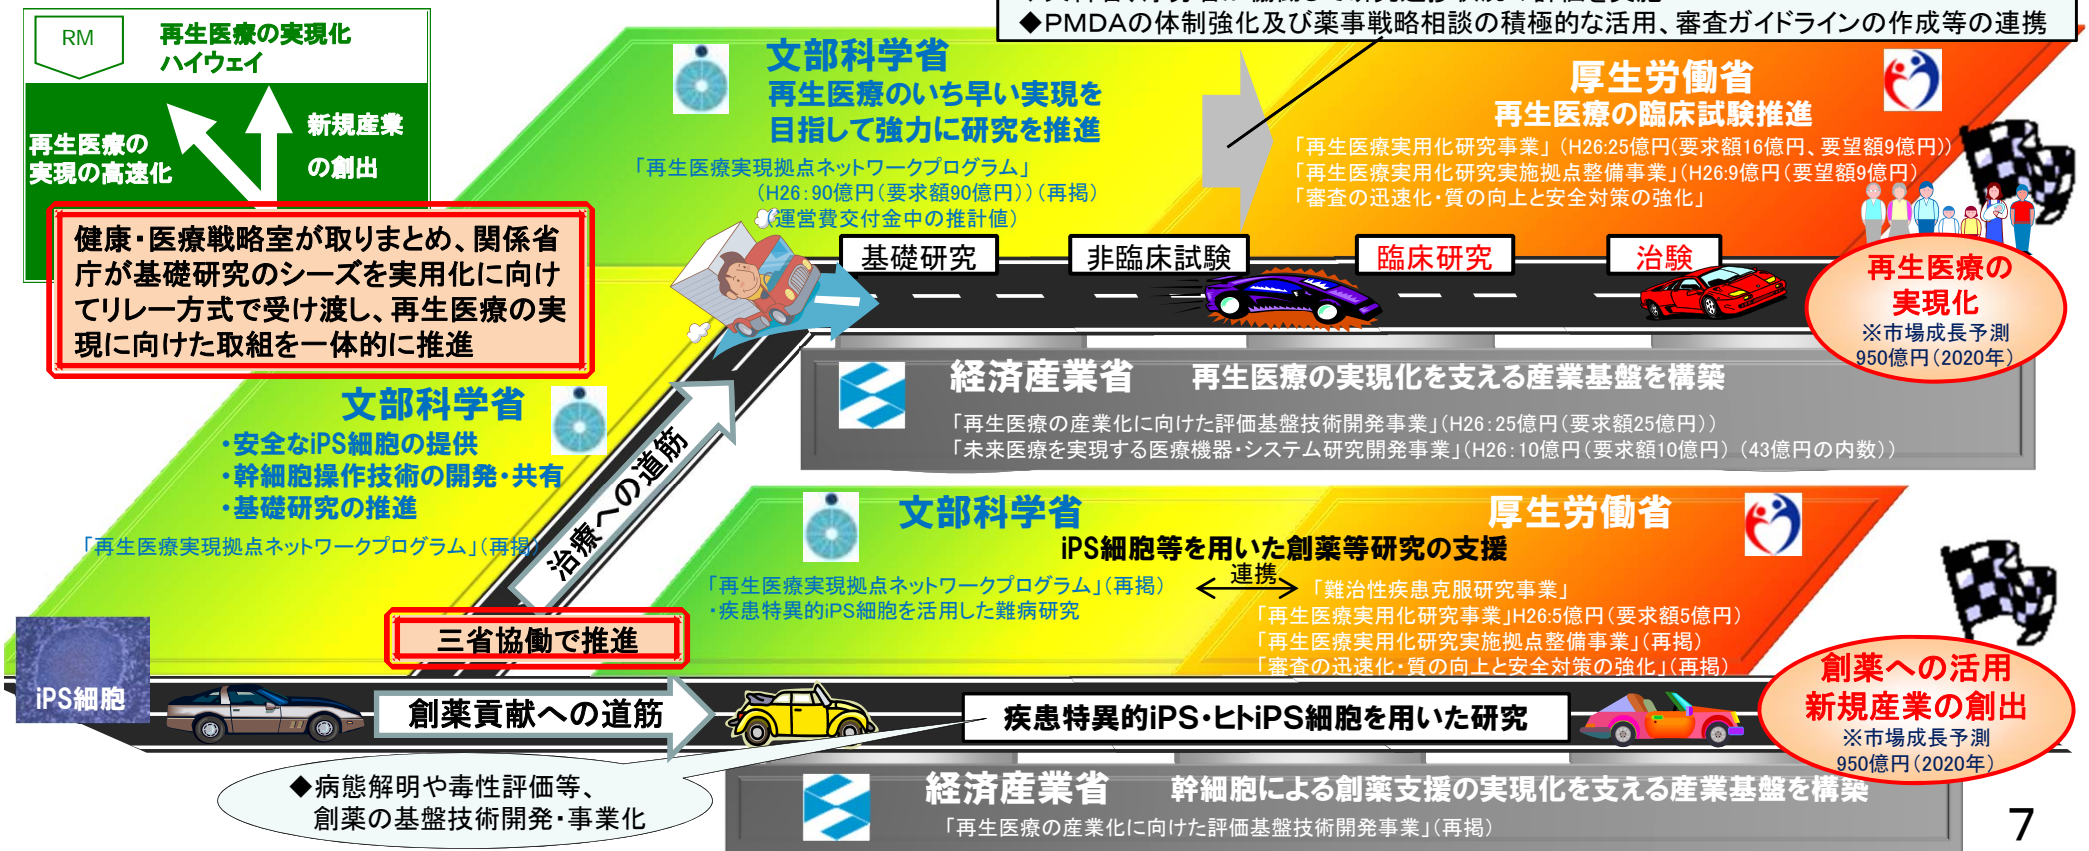 ◆PMDAの体制強化及び薬事戦略相談の積極的な活用、審査ガイドラインの作成等の連携
RM
再生医療の実現化
ハイウェイ
再生医療の
実現の高速化
新規産業
の創出
健康・医療戦略室が取りまとめ、関係省
庁が基礎研究のシーズを実用化に向け
てリレー方式で受け渡し、再生医療の実
現に向けた取組を一体的に推進
文部科学省
再生医療のいち早い実現を
目指して強力に研究を推進
「再生医療実現拠点ネットワークプログラム」
（H26：90億円（要求額90億円））（再掲）
（運営費交付金中の推計値）
厚生労働省
再生医療の臨床試験推進
「再生医療実用化研究事業」（H26:25億円（要求額16億円、要望額9億円））
「再生医療実用化研究実施拠点整備事業」（H26:9億円（要望額9億円）
「審査の迅速化・質の向上と安全対策の強化」
基礎研究
非臨床試験
臨床研究
治験
再生医療の
実現化
※市場成長予測
950億円（2020年）
経済産業省 再生医療の実現化を支える産業基盤を構築
「再生医療の産業化に向けた評価基盤技術開発事業」（H26：25億円（要求額25億円））
「未来医療を実現する医療機器・システム研究開発事業」（H26：10億円（要求額10億円）（43億円の内数））
文部科学省
・安全なiPS細胞の提供
・幹細胞操作技術の開発・共有
・基礎研究の推進
「再生医療実現拠点ネットワークプログラム」（再掲）
治療への道筋
三省協働で推進
文部科学省
厚生労働省
iPS細胞等を用いた創薬等研究の支援
「再生医療実現拠点ネットワークプログラム」（再掲）
・疾患特異的iPS細胞を活用した難病研究
連携
「難治性疾患克服研究事業」
「再生医療実用化研究事業」H26:5億円（要求額5億円）
「再生医療実用化研究実施拠点整備事業」（再掲）
「審査の迅速化・質の向上と安全対策の強化」（再掲）
iPS細胞
創薬貢献への道筋
疾患特異的iPS・ヒトiPS細胞を用いた研究
創薬への活用
新規産業の創出
※市場成長予測
950億円（2020年）
◆病態解明や毒性評価等、
創薬の基盤技術開発・事業化
経済産業省 幹細胞による創薬支援の実現化を支える産業基盤を構築
「再生医療の産業化に向けた評価基盤技術開発事業」（再掲）
7